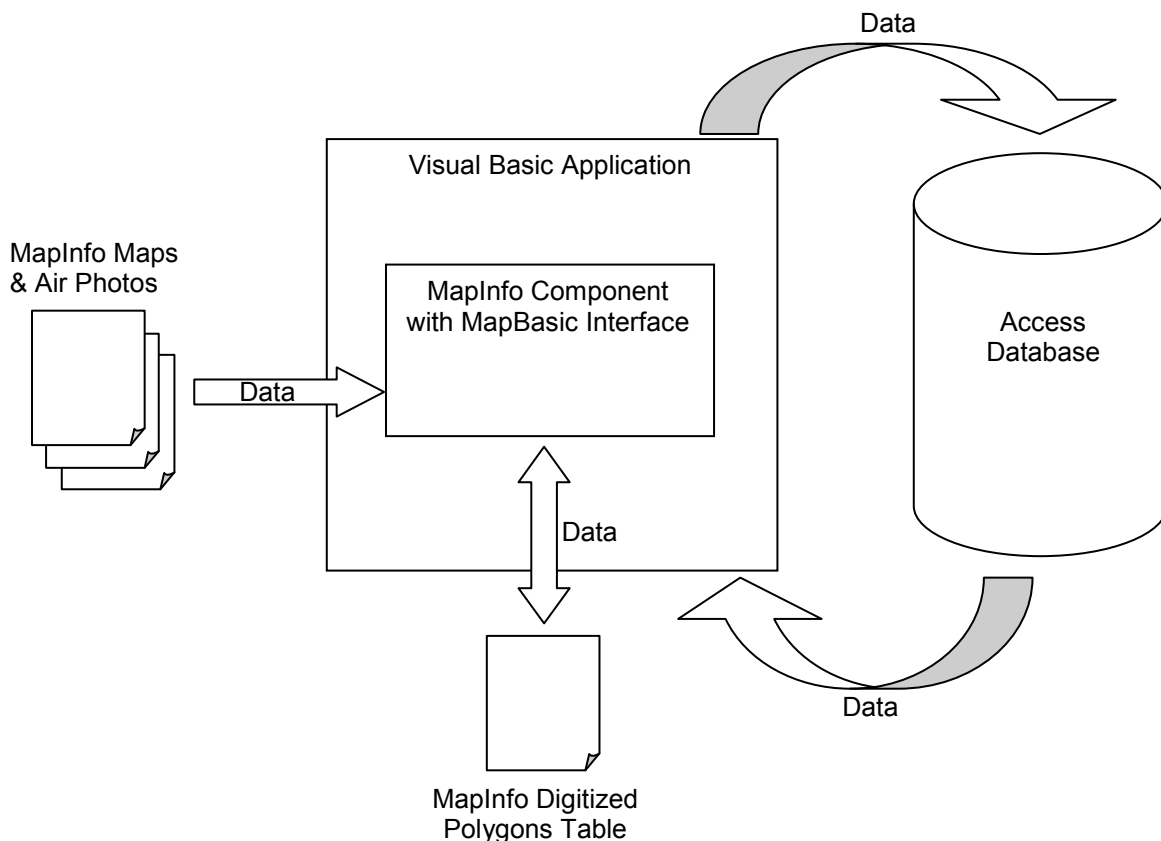 Data
Visual Basic Application
MapInfo Maps
& Air Photos
MapInfo Component
with MapBasic Interface
Access
Database
Data
Data
Data
MapInfo Digitized
Polygons Table